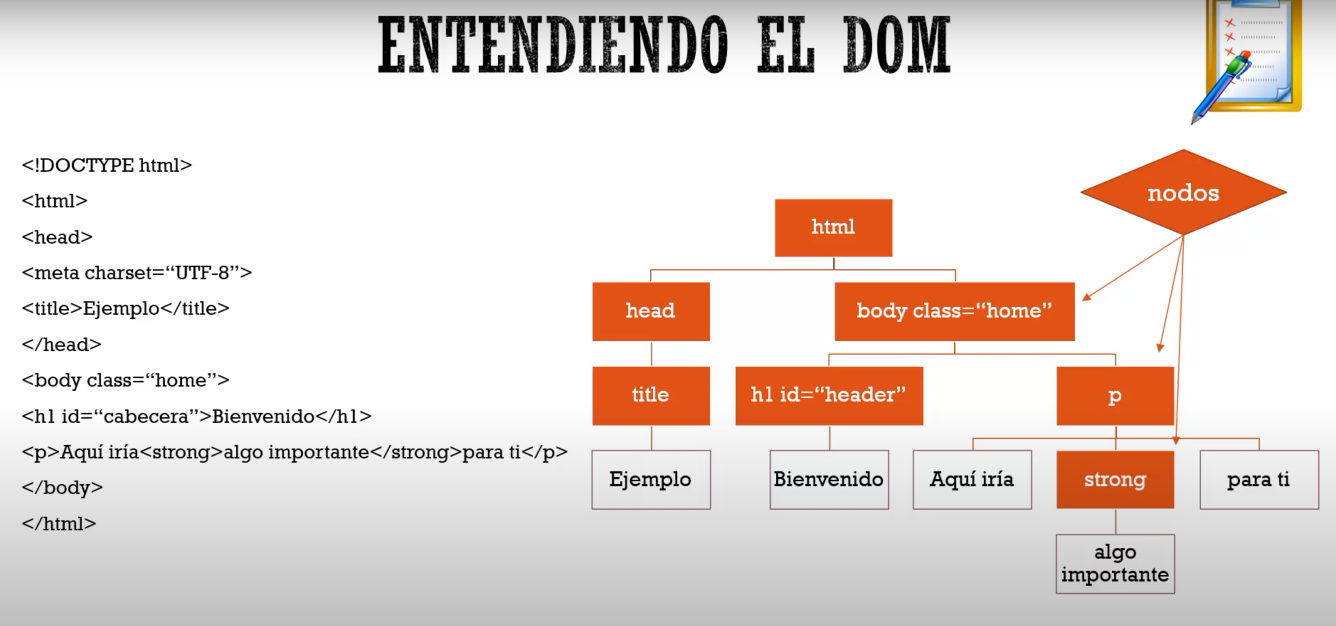 ENTENDIENDO EL DOM
<!DOCTYPE html>
<html>
<head>
<meta charset=“UTF-8”>
<title>Ejemplo</title>
</head>
<body class=“home”>
<h1 id=“cabecera”>Bienvenido</h1>
<p>Aquí iría<strong>algo importante</strong>para ti</p>
</body>
</html>
nodos
html
head
body class=“home”
title
h1 id=“header”
p
Ejemplo
Bienvenido
Aquí iría
strong
para ti
algo
importante